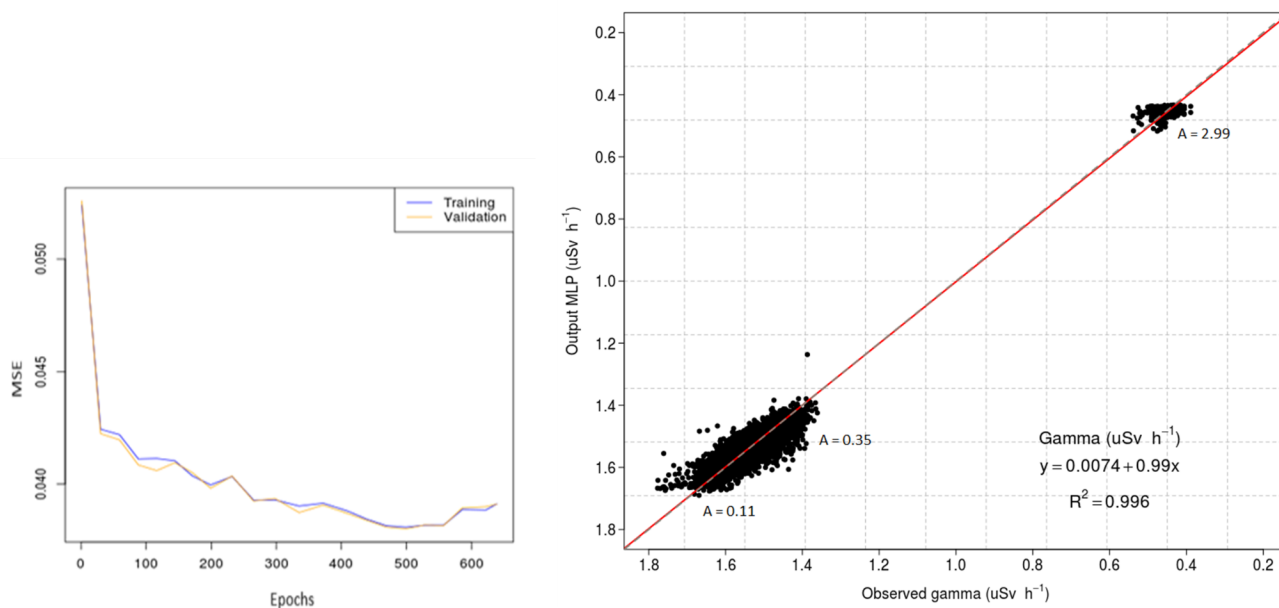 Training
Validation
0.050
0.045
0.040
MSE
0 100 200 300 400 500 600
Epochs
0.2
0.4
0.6
0.8
1.0
1.2
1.4
1.6
1.8
Output MLP (uSv h⁻¹)
A = 2.99
A = 0.35
A = 0.11
Gamma (uSv h⁻¹)
y=0.0074+0.99x
R²=0.996
1.8 1.6 1.4 1.2 1.0 0.8 0.6 0.4 0.2
Observed gamma (uSv h⁻¹)